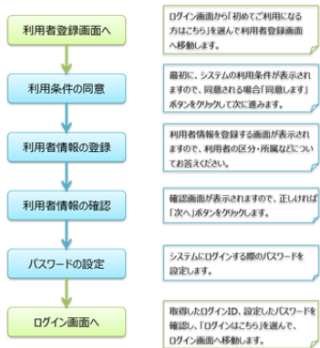 利用者登録画面へ
ログイン画面から「初めてご利用になる
方はこちら」を選んで利用者登録画面
へ移動します。
利用条件の同意
最初に、システムの利用条件が表示され
ますので、同意される場合「同意します」
ボタンをクリックして次に進みます。
利用者情報の登録
利用者情報を登録する画面が表示され
ますので、利用者の区分・所属などについ
てお答えください。
利用者情報の確認
確認画面が表示されますので、正しければ
「次へ」ボタンをクリックします。
パスワードの設定
システムにログインする際のパスワードを
設定します。
ログイン画面へ
取得したログインID、設定したパスワードを
確認し、「ログインはこちら」を選んで、
ログイン画面へ移動します。